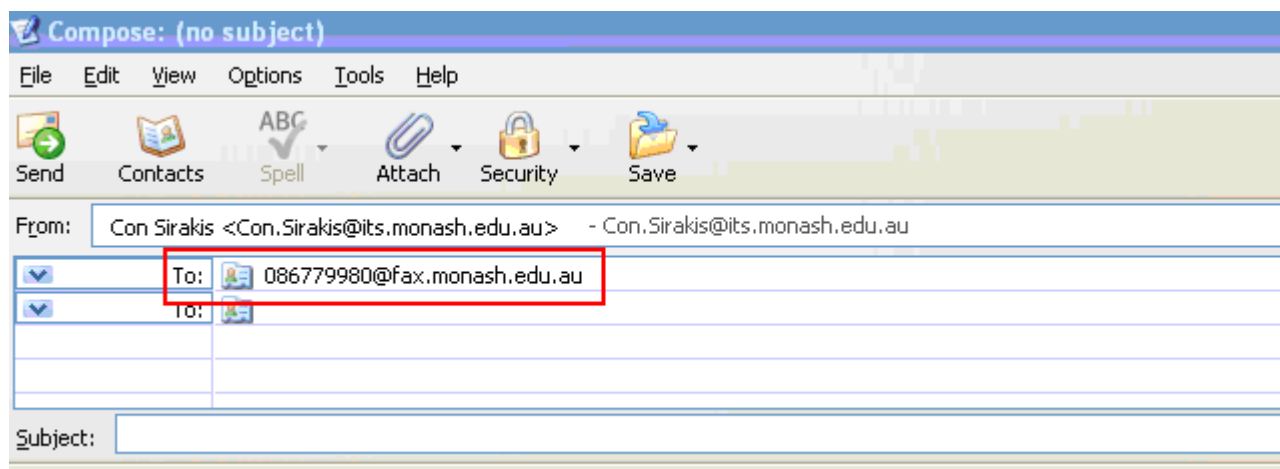 Compose: (no subject)
File Edit View Options Tools Help
ABC
Send Contacts Spell Attach Security Save
From: Con Sirakis <Con.Sirakis@its.monash.edu.au> - Con.Sirakis@its.monash.edu.au
To: 086779980@fax.monash.edu.au
To:
Subject: